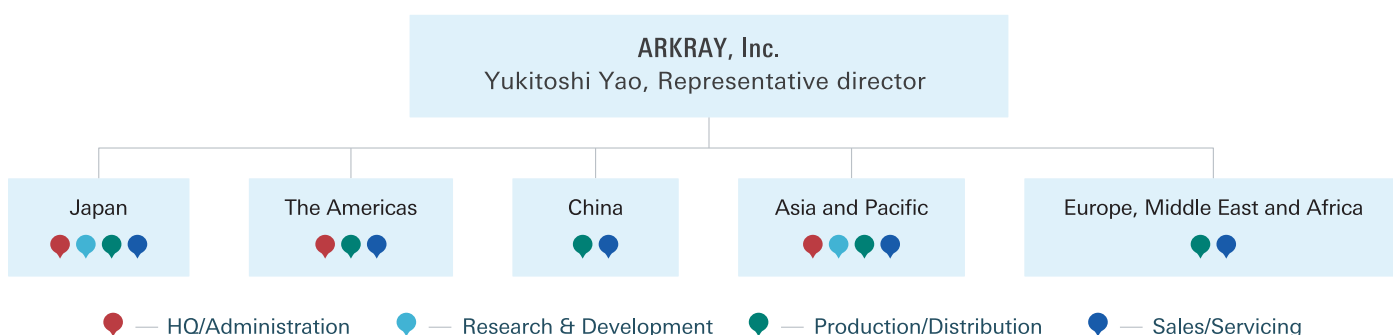 ARKRAY, Inc.
Yukitoshi Yao, Representative director
Japan
The Americas
China
Asia and Pacific
Europe, Middle East and Africa
HQ/Administration
Research & Development
Production/Distribution
Sales/Servicing